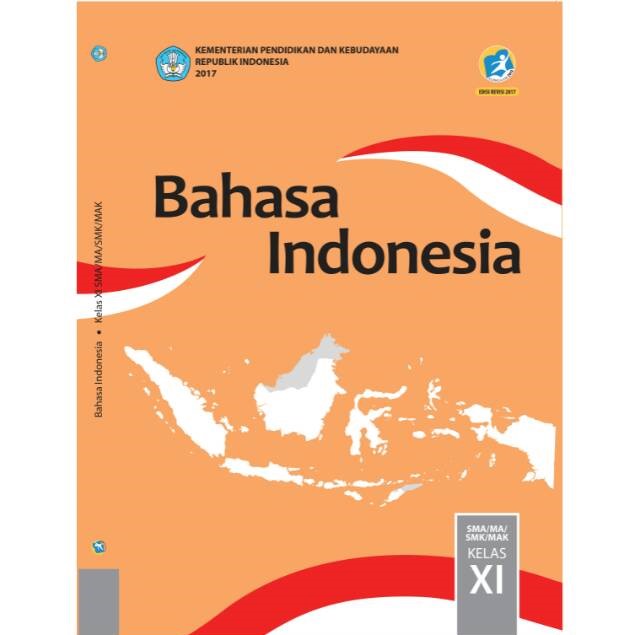 KEMENTERIAN PENDIDIKAN DAN KEBUDAYAAN
REPUBLIK INDONESIA
2017
EDISI REVISI 2017
Bahasa
Indonesia
Bahasa Indonesia • Kelas XI SMA/MA/SMK/MAK
SMA/MA/
SMK/MAK
KELAS
XI